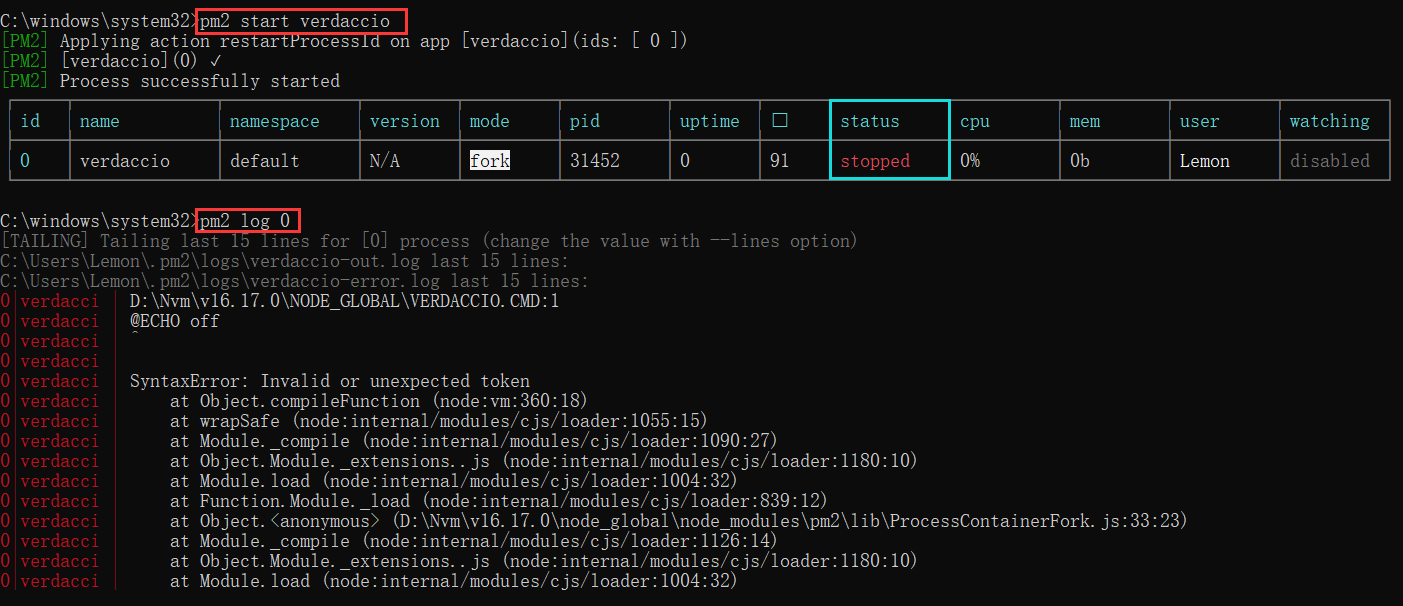 C:\windows\system32>pm2 start verdaccio
[PM2] Applying action restartProcessId on app [verdaccio](ids: [ 0 ])
[PM2] [verdaccio](0) ✓
[PM2] Process successfully started
id name namespace version mode pid uptime □ status cpu mem user watching
0 verdaccio default N/A fork 31452 0 91 stopped 0% 0b Lemon disabled
C:\windows\system32>pm2 log 0
[TAILING] Tailing last 15 lines for [0] process (change the value with --lines option)
C:\Users\Lemon\.pm2\logs\verdaccio-out.log last 15 lines:
C:\Users\Lemon\.pm2\logs\verdaccio-error.log last 15 lines:
0|verdacci | D:\Nvm\v16.17.0\NODE_GLOBAL\VERDACCIO.CMD:1
0|verdacci | @ECHO off
0|verdacci | ^
0|verdacci |
0|verdacci | SyntaxError: Invalid or unexpected token
0|verdacci |     at Object.compileFunction (node:vm:360:18)
0|verdacci |     at wrapSafe (node:internal/modules/cjs/loader:1055:15)
0|verdacci |     at Module._compile (node:internal/modules/cjs/loader:1090:27)
0|verdacci |     at Object.Module._extensions..js (node:internal/modules/cjs/loader:1180:10)
0|verdacci |     at Module.load (node:internal/modules/cjs/loader:1004:32)
0|verdacci |     at Function.Module._load (node:internal/modules/cjs/loader:839:12)
0|verdacci |     at Object.<anonymous> (D:\Nvm\v16.17.0\node_global\node_modules\pm2\lib\ProcessContainerFork.js:33:23)
0|verdacci |     at Module._compile (node:internal/modules/cjs/loader:1126:14)
0|verdacci |     at Object.Module._extensions..js (node:internal/modules/cjs/loader:1180:10)
0|verdacci |     at Module.load (node:internal/modules/cjs/loader:1004:32)